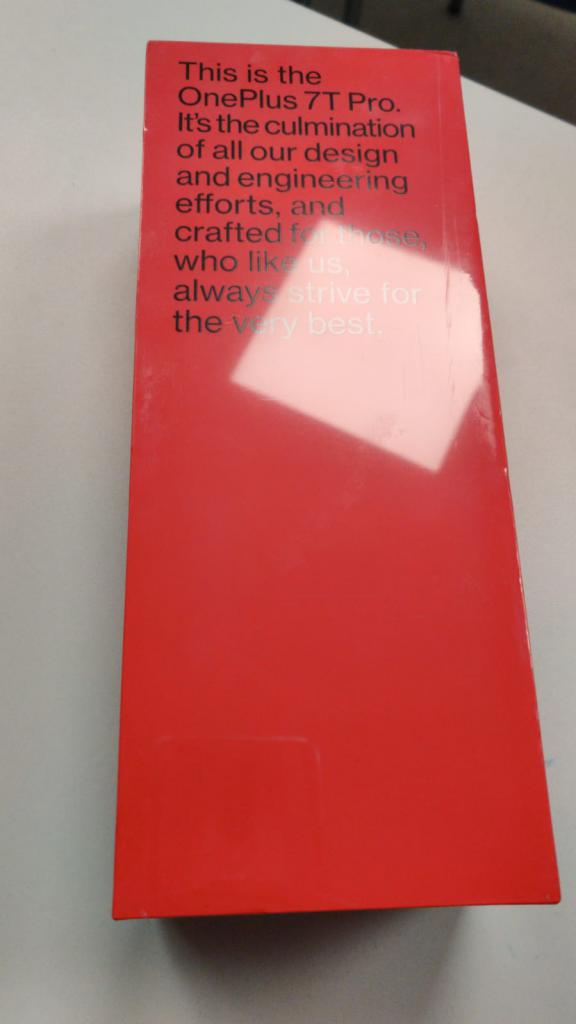 This is the
OnePlus 7T Pro.
It's the culmination
of all our design
and engineering
efforts, and
crafted for those,
who like us,
always strive for
the very best.